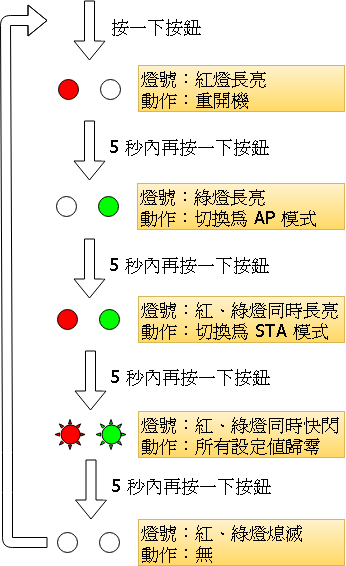 按一下按鈕
燈號：紅燈長亮
動作：重開機
5 秒內再按一下按鈕
燈號：綠燈長亮
動作：切換為 AP 模式
5 秒內再按一下按鈕
燈號：紅、綠燈同時長亮
動作：切換為 STA 模式
5 秒內再按一下按鈕
燈號：紅、綠燈同時快閃
動作：所有設定值歸零
5 秒內再按一下按鈕
燈號：紅、綠燈熄滅
動作：無